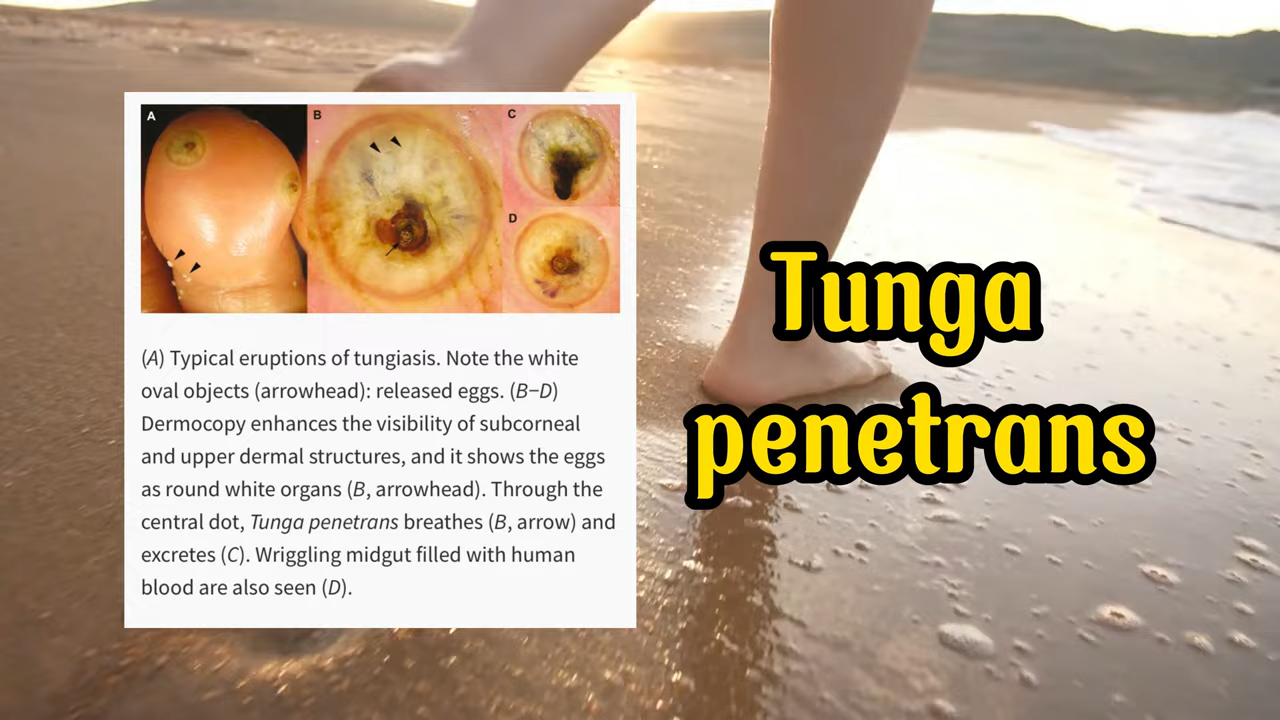 A
B
C
D
(A) Typical eruptions of tungiasis. Note the white
oval objects (arrowhead): released eggs. (B–D)
Dermocopy enhances the visibility of subcorneal
and upper dermal structures, and it shows the eggs
as round white organs (B, arrowhead). Through the
central dot, Tunga penetrans breathes (B, arrow) and
excretes (C). Wriggling midgut filled with human
blood are also seen (D).
Tunga
penetrans